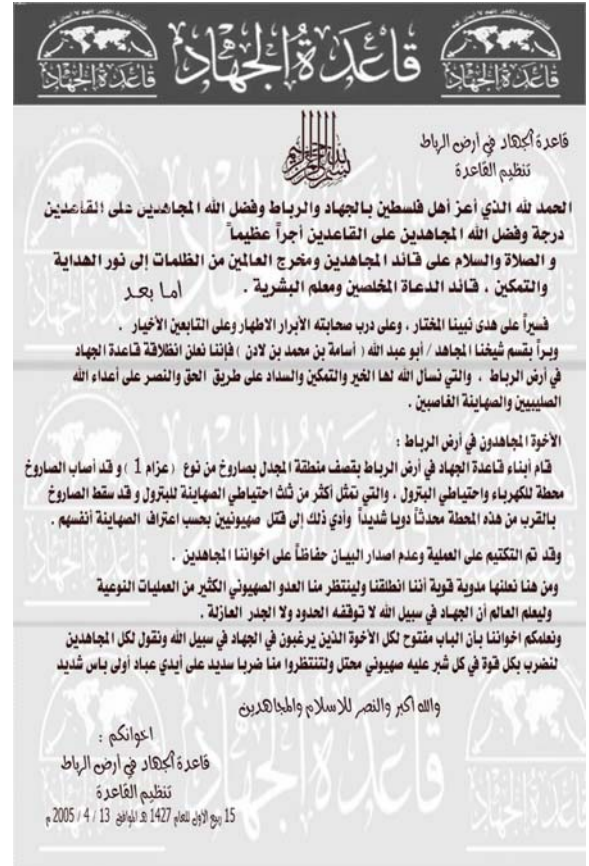 قاعدة الجهاد
قاعدة الجهاد
قاعدة الجهاد
قاعدة الجهاد في أرض الرباط
تنظيم القاعدة
بسم الله الرحمن الرحيم
الحمد لله الذي أعز أهل فلسطين بالجهاد والرباط وفضل الله المجاهدين على القاعدين
درجة وفضل الله المجاهدين على القاعدين أجراً عظيماً
و الصلاة والسلام على قائد المجاهدين ومخرج العالمين من الظلمات إلى نور الهداية
والتمكين ، قائد الدعاة المخلصين ومعلم البشرية . أما بعد
فسيراً على هدى نبينا المختار ، وعلى درب صحابته الأبرار الاطهار وعلى التابعين الأخيار .
وبراً بقسم شيخنا المجاهد / أبو عبد الله ( أسامة بن محمد بن لادن ) فإننا نعلن انطلاقة قاعدة الجهاد
في أرض الرباط ، والتي نسأل الله لها الخير والتمكين والسداد على طريق الحق والنصر على أعداء الله
الصليبيين والصهاينة الغاصبين .
الأخوة المجاهدون في أرض الرباط :
قام أبناء قاعدة الجهاد في أرض الرباط بقصف منطقة المجدل بصاروخ من نوع ( عزام 1 ) و قد أصاب الصاروخ
محطة للكهرباء واحتياطي البترول ، والتي تمثل أكثر من ثلث احتياطي الصهاينة للبترول و قد سقط الصاروخ
بالقرب من هذه المحطة محدثاً دويا شديداً وأدي ذلك إلى قتل صهيونيين بحسب اعتراف الصهاينة أنفسهم .
وقد تم التكتيم على العملية وعدم اصدار البيان حفاظاً على اخواننا المجاهدين .
ومن هنا نعلنها مدوية قوية أننا انطلقنا ولينتظر منا العدو الصهيوني الكثير من العمليات النوعية
وليعلم العالم أن الجهاد في سبيل الله لا توقفه الحدود ولا الجدر العازلة .
ونعلمكم اخواننا بأن الباب مفتوح لكل الأخوة الذين يرغبون في الجهاد في سبيل الله ونقول لكل المجاهدين
لنضرب بكل قوة في كل شبر عليه صهيوني محتل ولتنتظروا منا ضربا سديد على أيدي عباد أولى باس شديد
والله اكبر والنصر للاسلام والمجاهدين
اخوانكم :
قاعدة الجهاد في أرض الرباط
تنظيم القاعدة
15 ربيع الاول للعام 1427 هـ الموافق 13 / 4 / 2005 م